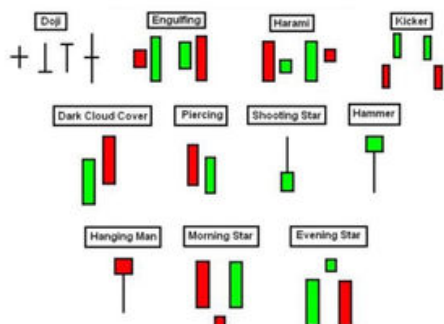 Doji
Engulfing
Harami
Kicker
Dark Cloud Cover
Piercing
Shooting Star
Hammer
Hanging Man
Morning Star
Evening Star